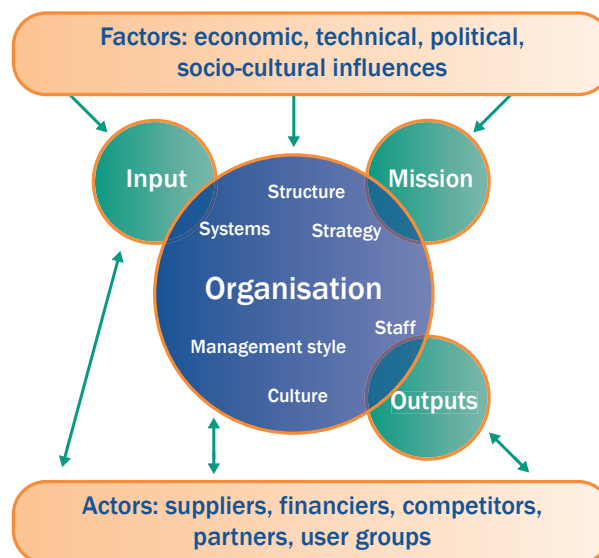 Factors: economic, technical, political,
socio-cultural influences
Input
Mission
Structure
Systems
Strategy
Organisation
Staff
Management style
Culture
Outputs
Actors: suppliers, financiers, competitors,
partners, user groups